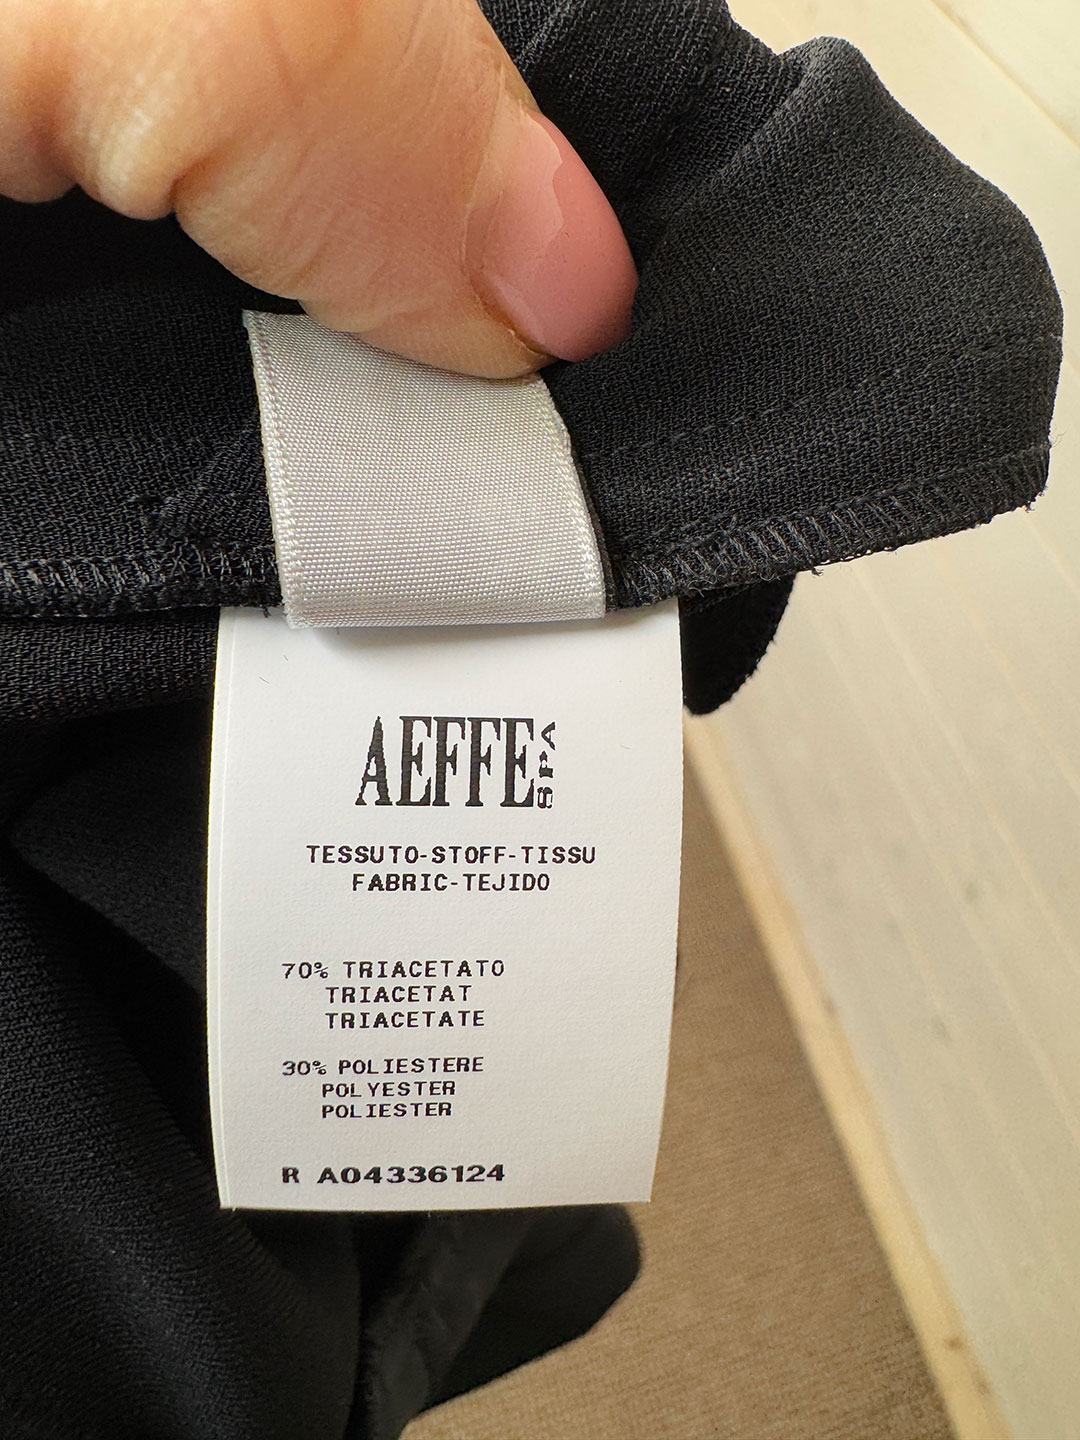 AEFFE SPA
TESSUTO-STOFF-TISSU
FABRIC-TEJIDO
70% TRIACETATO
TRIACETAT
TRIACETATE
30% POLIESTERE
POLYESTER
POLIESTER
R A04336124